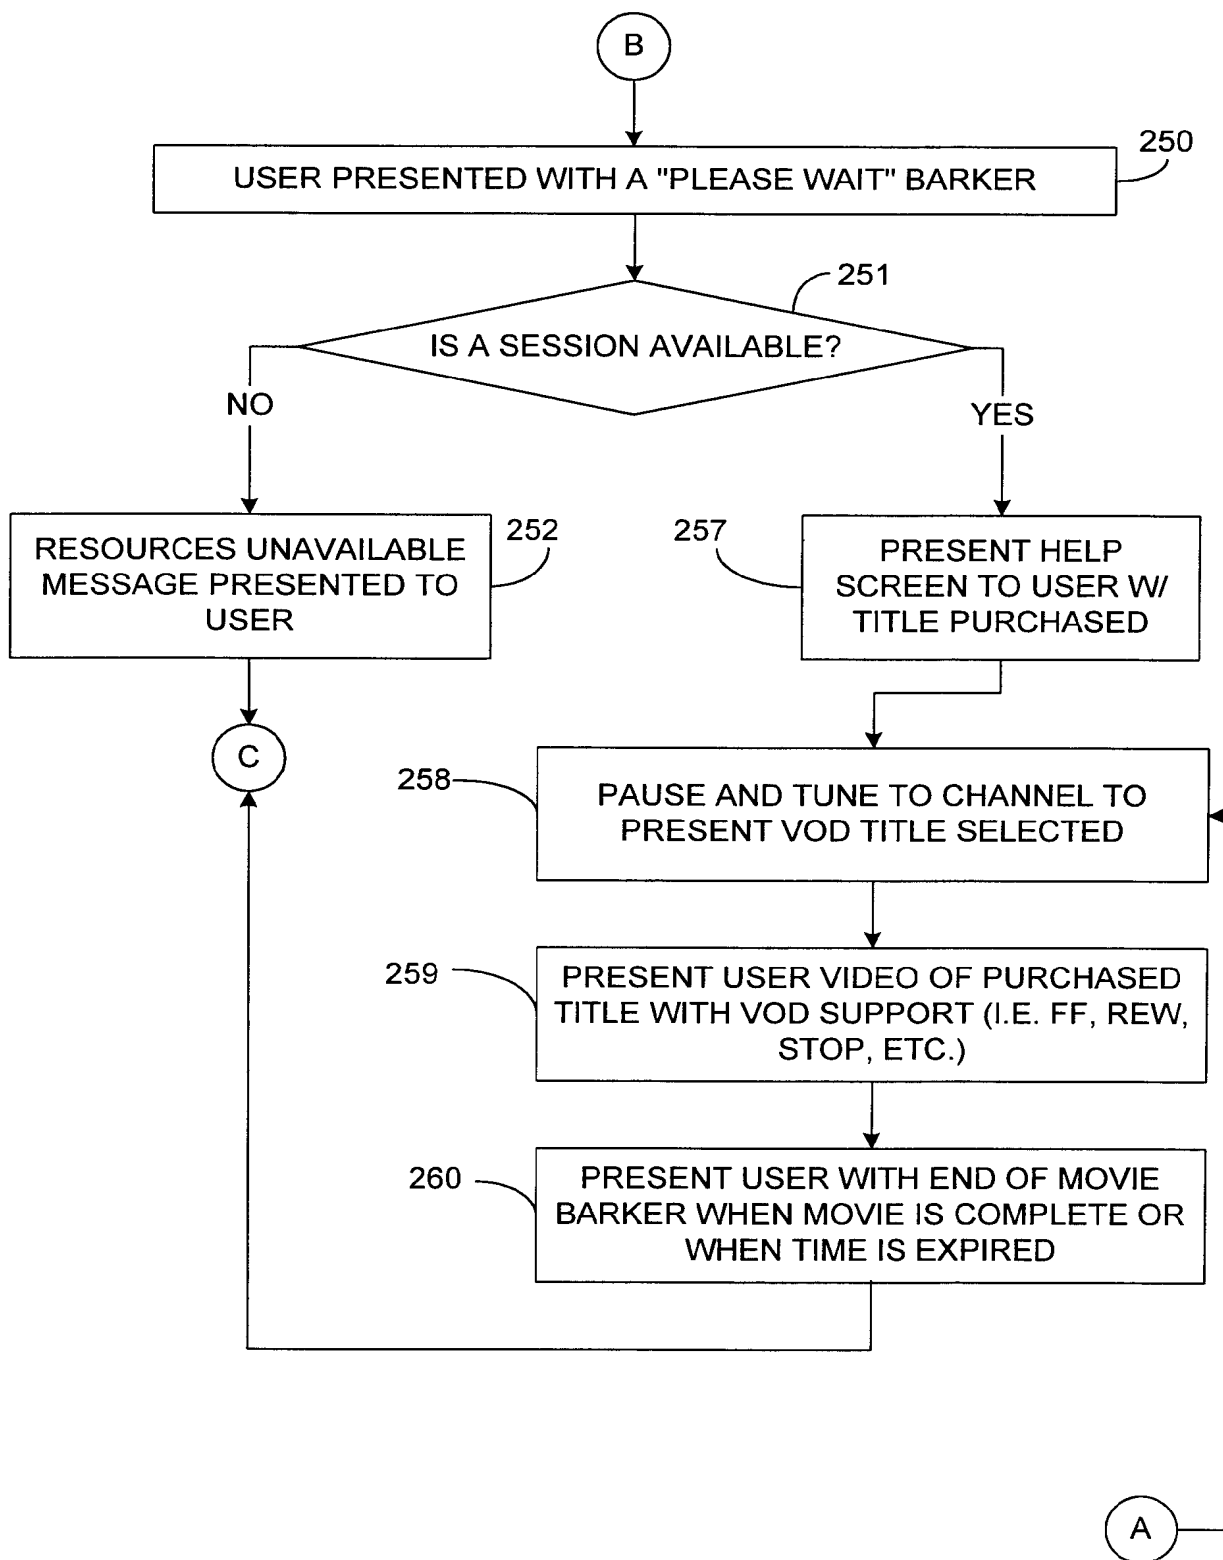 B
250
USER PRESENTED WITH A "PLEASE WAIT" BARKER
251
IS A SESSION AVAILABLE?
NO
YES
RESOURCES UNAVAILABLE
MESSAGE PRESENTED TO
USER
252
257
PRESENT HELP
SCREEN TO USER W/
TITLE PURCHASED
C
258
PAUSE AND TUNE TO CHANNEL TO
PRESENT VOD TITLE SELECTED
259
PRESENT USER VIDEO OF PURCHASED
TITLE WITH VOD SUPPORT (I.E. FF, REW,
STOP, ETC.)
260
PRESENT USER WITH END OF MOVIE
BARKER WHEN MOVIE IS COMPLETE OR
WHEN TIME IS EXPIRED
A